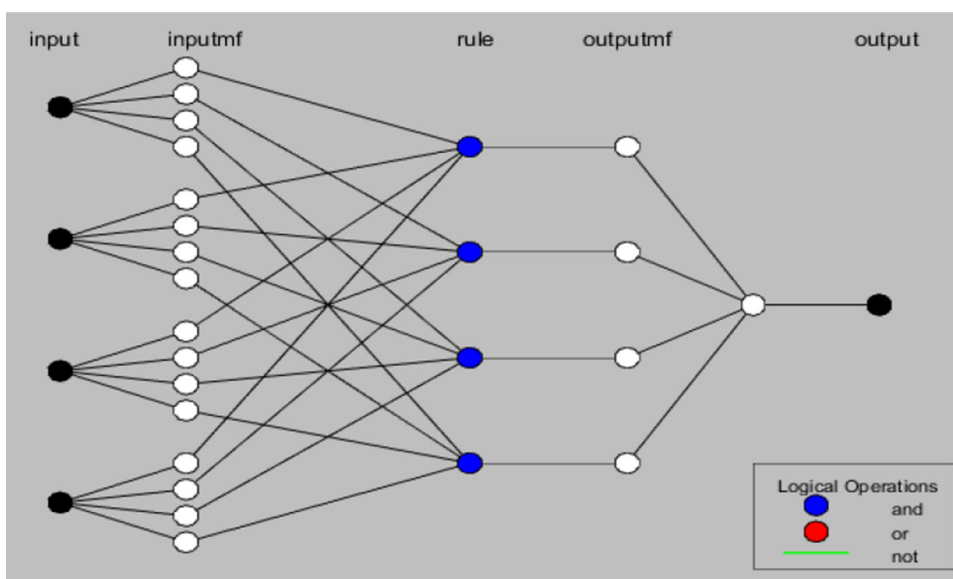 input inputmf rule outputmf output
Logical Operations
and
or
not